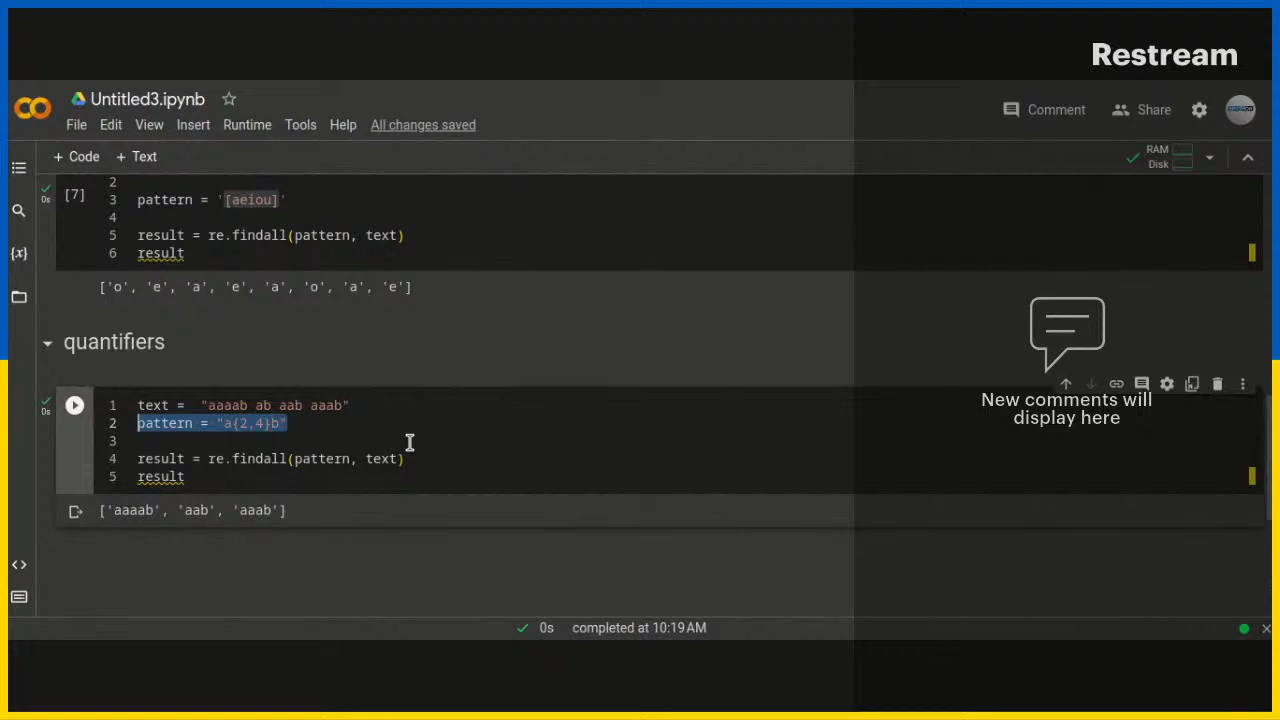 Restream
Untitled3.ipynb
Comment
Share
File Edit View Insert Runtime Tools Help All changes saved
+ Code + Text
RAM
Disk
[7]
0s
2
3 pattern = '[aeiou]'
4
5 result = re.findall(pattern, text)
6 result
{x}
['o', 'e', 'a', 'e', 'a', 'o', 'a', 'e']
quantifiers
New comments will
display here
0s
1 text =  "aaaab ab aab aaab"
2 pattern = "a{2,4}b"
3
4 result = re.findall(pattern, text)
5 result
['aaaab', 'aab', 'aaab']
0s completed at 10:19 AM